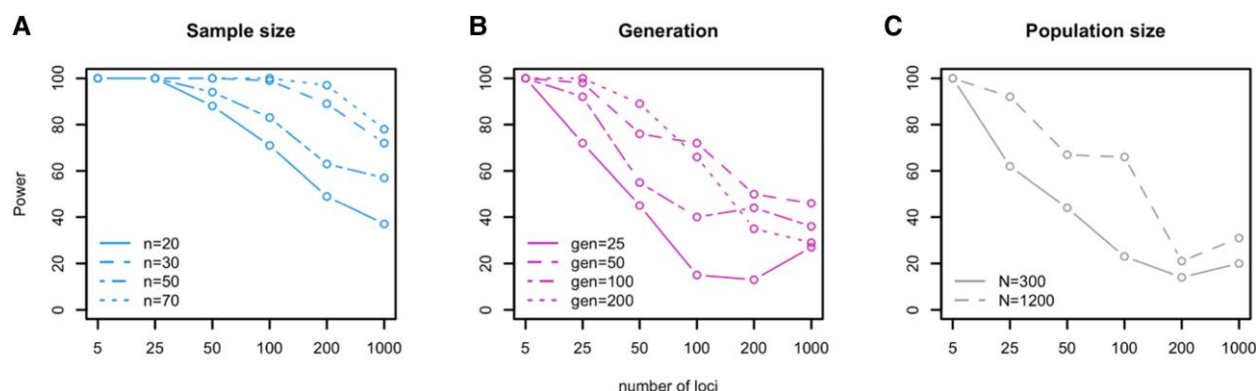 A
Sample size
Power
0
20
40
60
80
100
n=20
n=30
n=50
n=70
5 25 50 100 200 1000
B
Generation
0
20
40
60
80
100
gen=25
gen=50
gen=100
gen=200
5 25 50 100 200 1000
number of loci
C
Population size
0
20
40
60
80
100
N=300
N=1200
5 25 50 100 200 1000